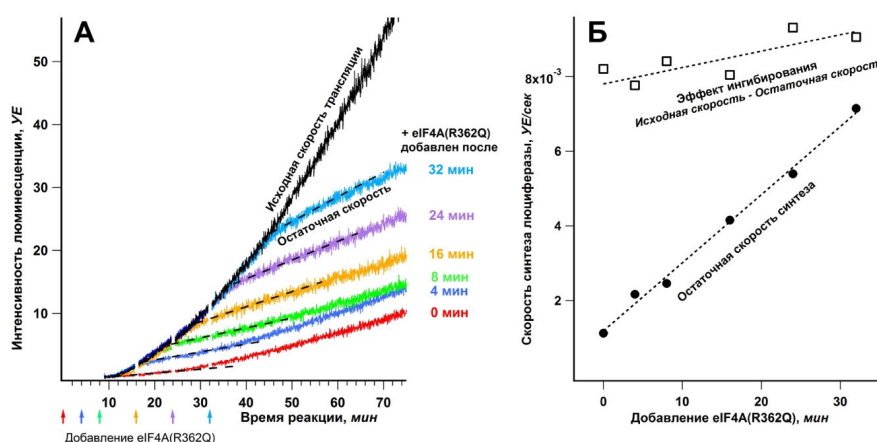 А
Интенсивность люминесценции, УЕ
50
40
30
20
10
Исходная скорость трансляции
Остаточная скорость
+ eIF4A(R362Q)
добавлен после
32 мин
24 мин
16 мин
8 мин
4 мин
0 мин
10
20
30
40
50
60
70
Время реакции, мин
Добавление eIF4A(R362Q)
Б
Скорость синтеза люциферазы, УЕ/сек
8x10⁻³
6
4
2
Эффект ингибирования
Исходная скорость - Остаточная скорост
Остаточная скорость синтеза
0
10
20
30
Добавление eIF4A(R362Q), мин